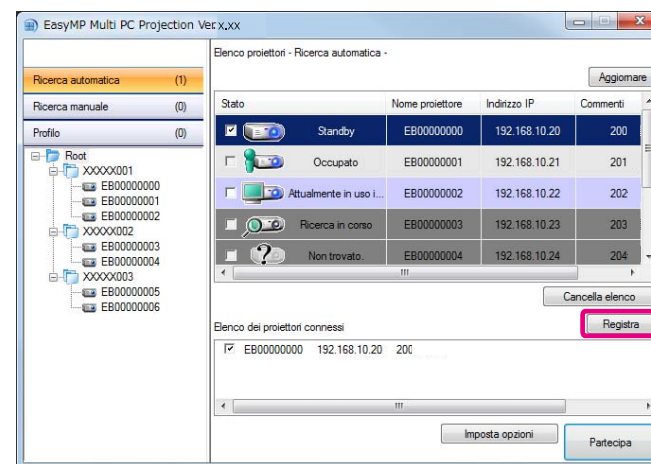 EasyMP Multi PC Projection Ver.x.xx
Elenco proiettori - Ricerca automatica -
Ricerca automatica (1)
Ricerca manuale (0)
Profilo (0)
Root
XXXXX001
EB00000000
EB00000001
EB00000002
XXXXX002
EB00000003
EB00000004
XXXXX003
EB00000005
EB00000006
Aggiornare
Stato Nome proiettore Indirizzo IP Commenti
Standby EB00000000 192.168.10.20 200
Occupato EB00000001 192.168.10.21 201
Attualmente in uso i... EB00000002 192.168.10.22 202
Ricerca in corso EB00000003 192.168.10.23 203
Non trovato. EB00000004 192.168.10.24 204
Cancella elenco
Elenco dei proiettori connessi
Registra
EB00000000 192.168.10.20 200
Imposta opzioni
Partecipa